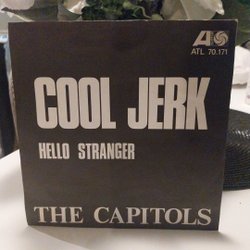 ATL 70.171
COOL JERK
HELLO STRANGER
THE CAPITOLS